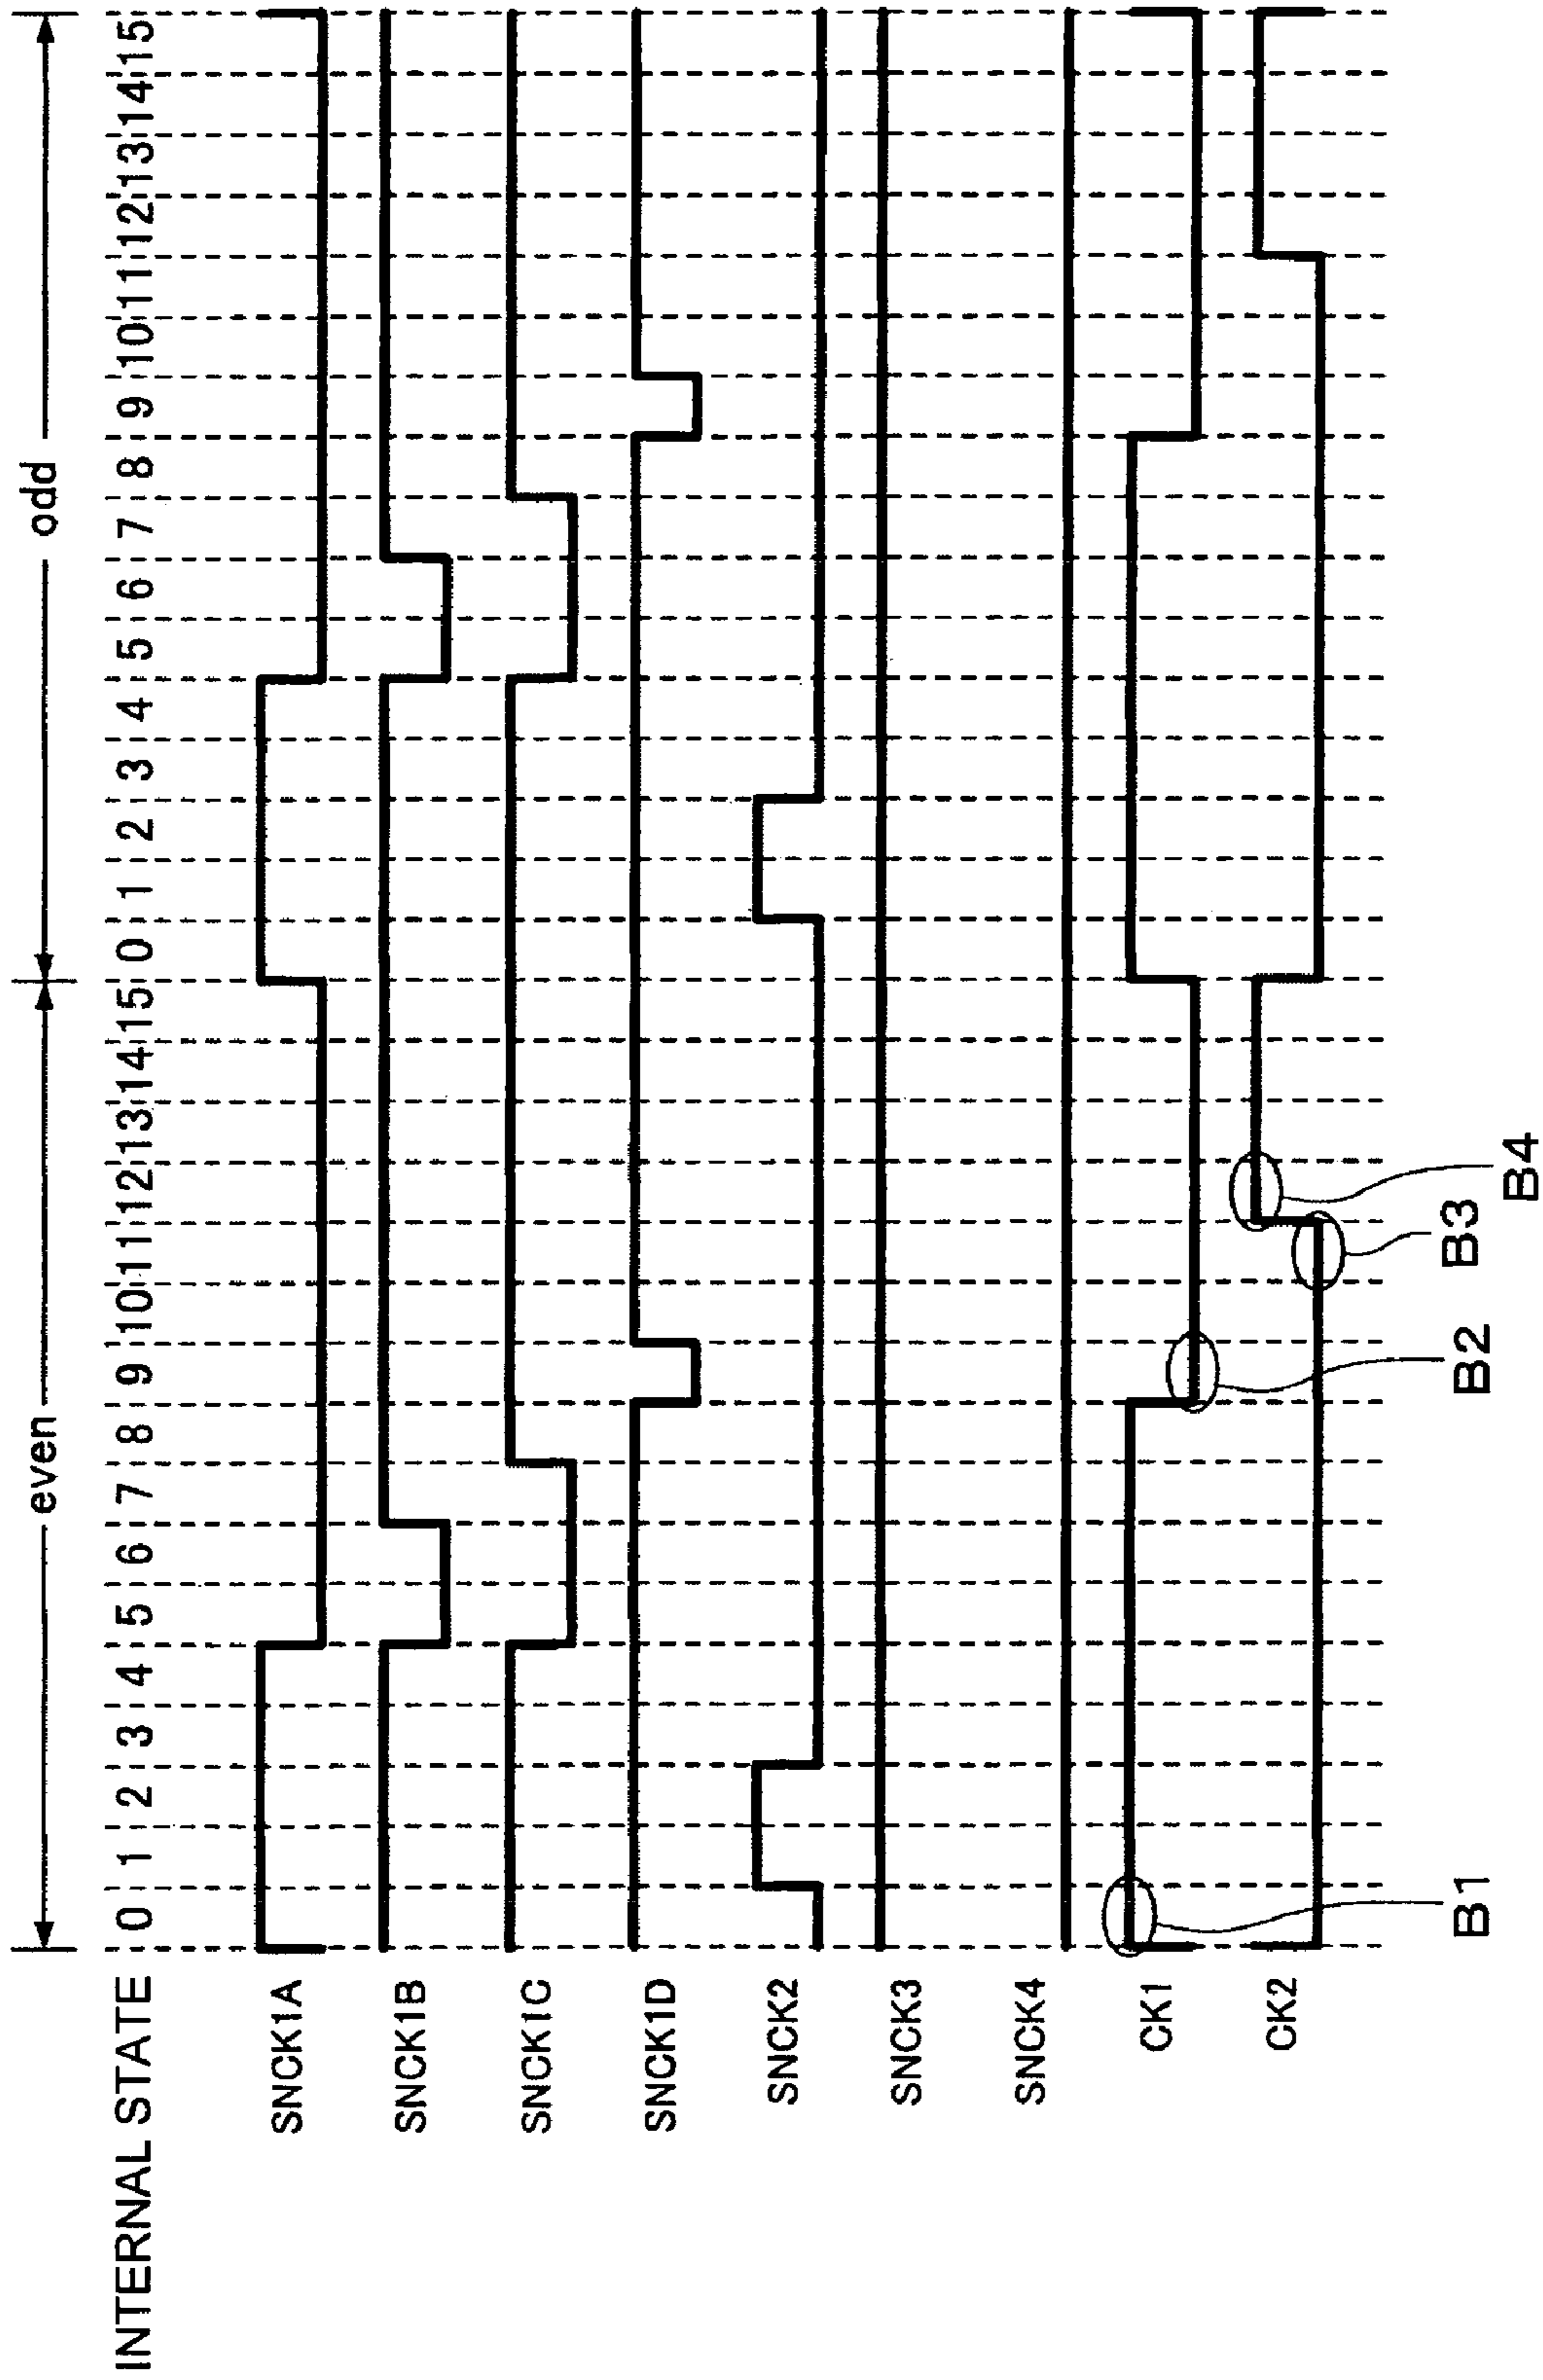 even odd
INTERNAL STATE 0 1 2 3 4 5 6 7 8 9 10 11 12 13 14 15 0 1 2 3 4 5 6 7 8 9 10 11 12 13 14 15
SNCK1A
SNCK1B
SNCK1C
SNCK1D
SNCK2
SNCK3
SNCK4
CK1
CK2
B1 B2 B3 B4